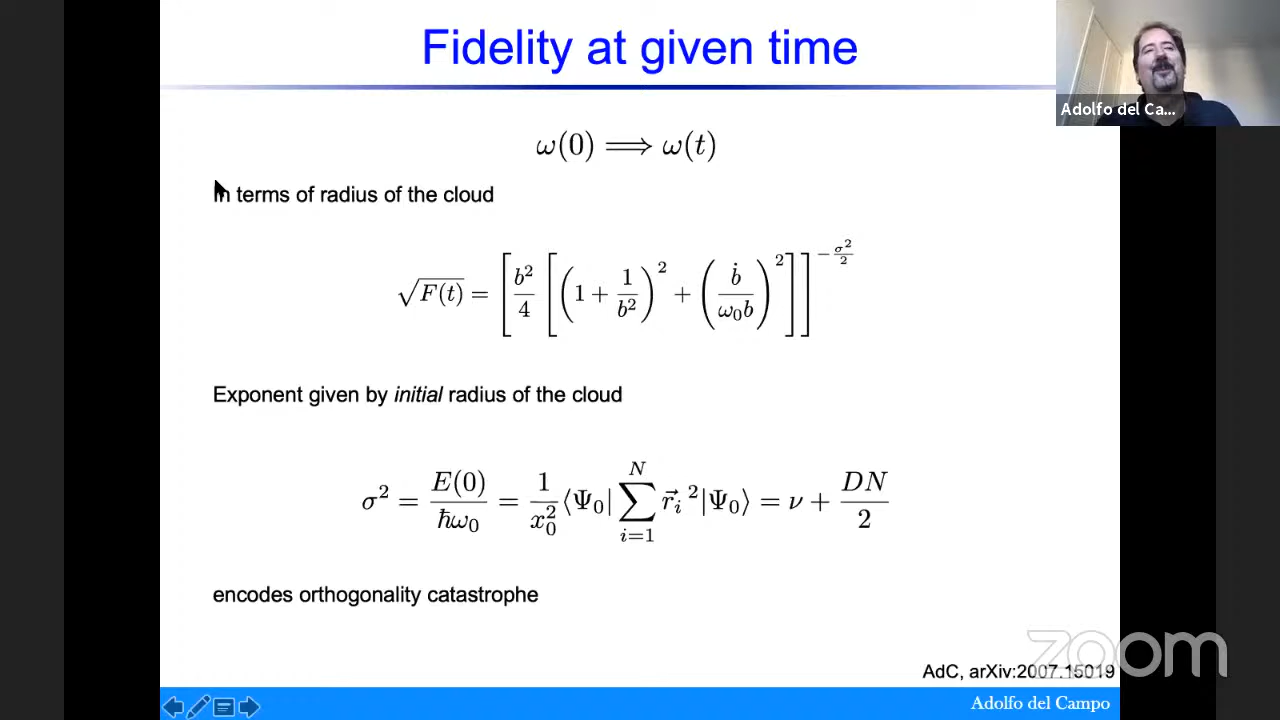 Fidelity at given time
Adolfo del Ca...
ω(0) ⟹ ω(t)
In terms of radius of the cloud
√F(t) = [b²/4 [(1 + 1/b²)² + (ḃ/ω₀b)²]]^(−σ²/2)
Exponent given by initial radius of the cloud
σ² = E(0)/ħω₀ = 1/x₀² ⟨Ψ₀| ∑_{i=1}^{N} r⃗ᵢ ² |Ψ₀⟩ = ν + DN/2
encodes orthogonality catastrophe
zoom
AdC, arXiv:2007.15019
Adolfo del Campo